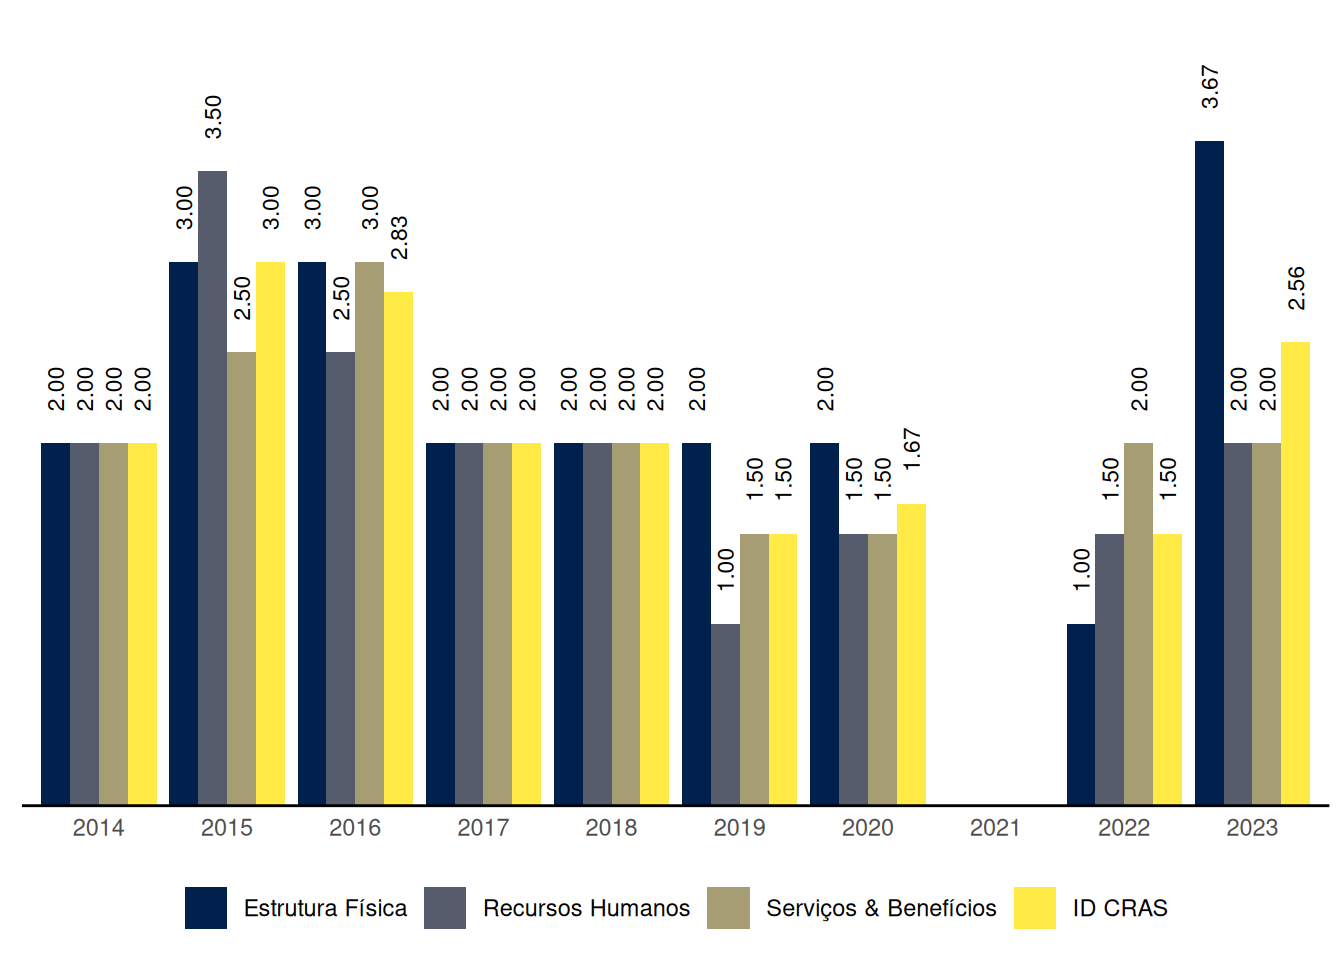 2.00 2.00 2.00 2.00
3.00 3.50 2.50 3.00
3.00 2.50 3.00 2.83
2.00 2.00 2.00 2.00
2.00 2.00 2.00 2.00
2.00 1.00 1.50 1.50
2.00 1.50 1.50 1.67
1.00 1.50 2.00 1.50
3.67 2.00 2.00 2.56
2014 2015 2016 2017 2018 2019 2020 2021 2022 2023
Estrutura Física Recursos Humanos Serviços & Benefícios ID CRAS